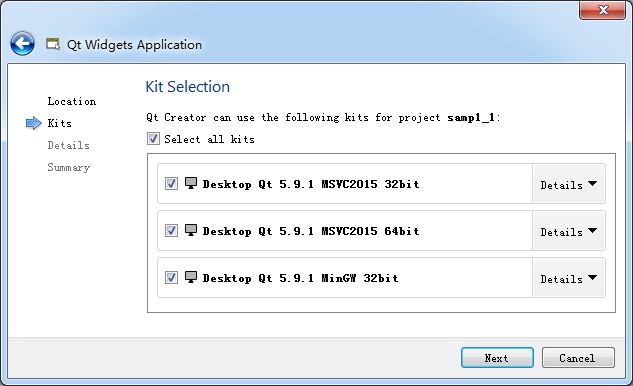 Qt Widgets Application
Location
Kits
Details
Summary
Kit Selection
Qt Creator can use the following kits for project samp1_1:
Select all kits
Desktop Qt 5.9.1 MSVC2015 32bit Details
Desktop Qt 5.9.1 MSVC2015 64bit Details
Desktop Qt 5.9.1 MinGW 32bit Details
Next Cancel